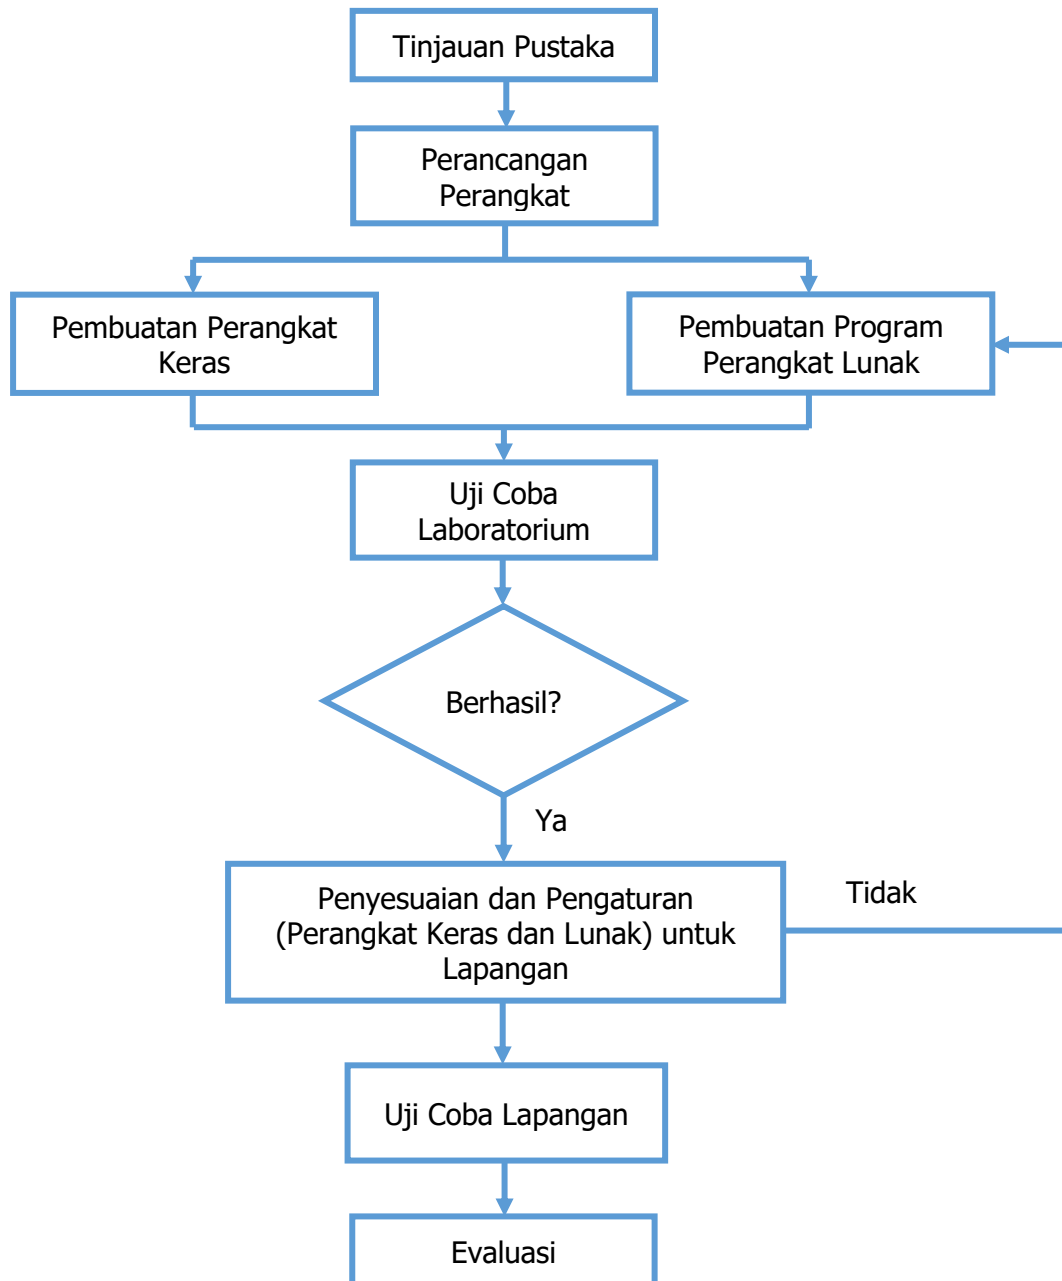 Tinjauan Pustaka
Perancangan
Perangkat
Pembuatan Perangkat
Keras
Pembuatan Program
Perangkat Lunak
Uji Coba
Laboratorium
Berhasil?
Ya
Penyesuaian dan Pengaturan
(Perangkat Keras dan Lunak) untuk
Lapangan
Tidak
Uji Coba Lapangan
Evaluasi